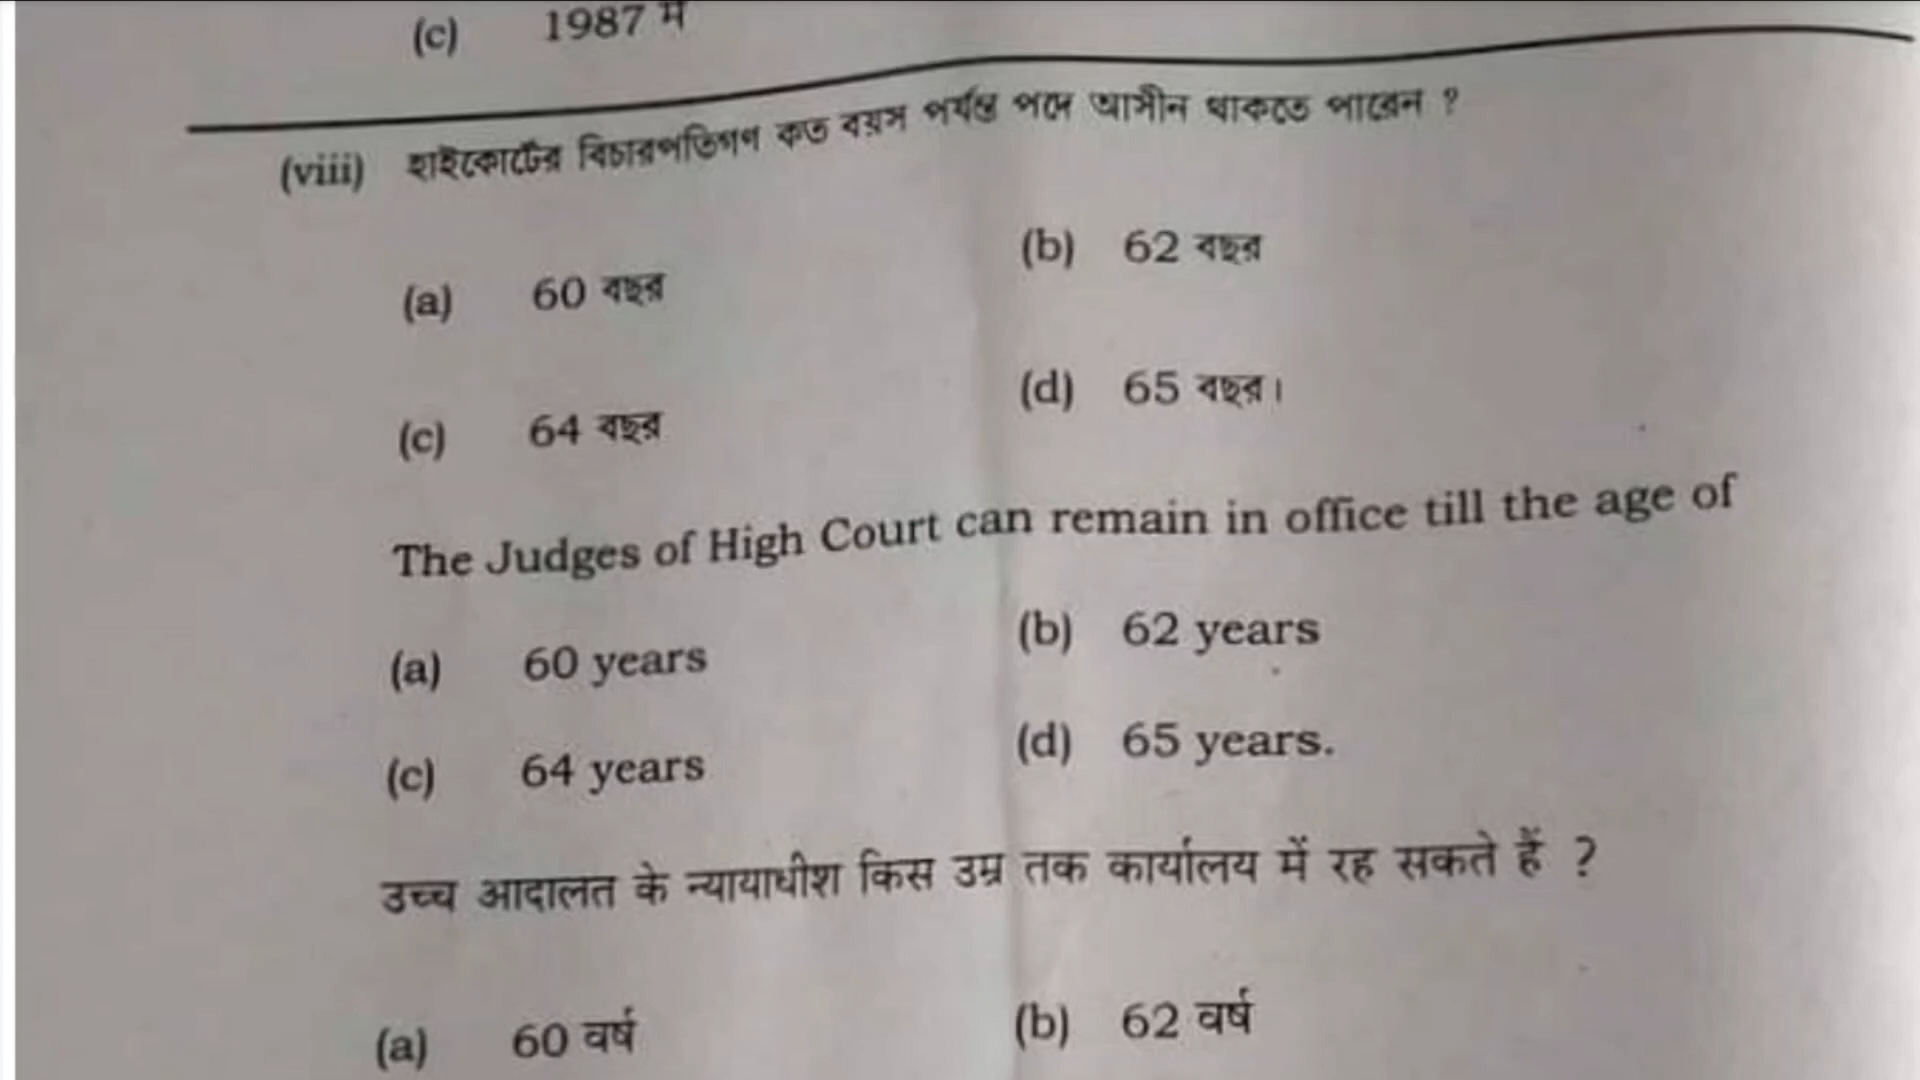 (c) 1987 में
(viii) হাইকোর্টের বিচারপতিগণ কত বয়স পর্যন্ত পদে আসীন থাকতে পারেন ?
(a) 60 বছর (b) 62 বছর
(c) 64 বছর (d) 65 বছর।
The Judges of High Court can remain in office till the age of
(a) 60 years (b) 62 years
(c) 64 years (d) 65 years.
उच्च आदालत के न्यायाधीश किस उम्र तक कार्यालय में रह सकते हैं ?
(a) 60 वर्ष (b) 62 वर्ष